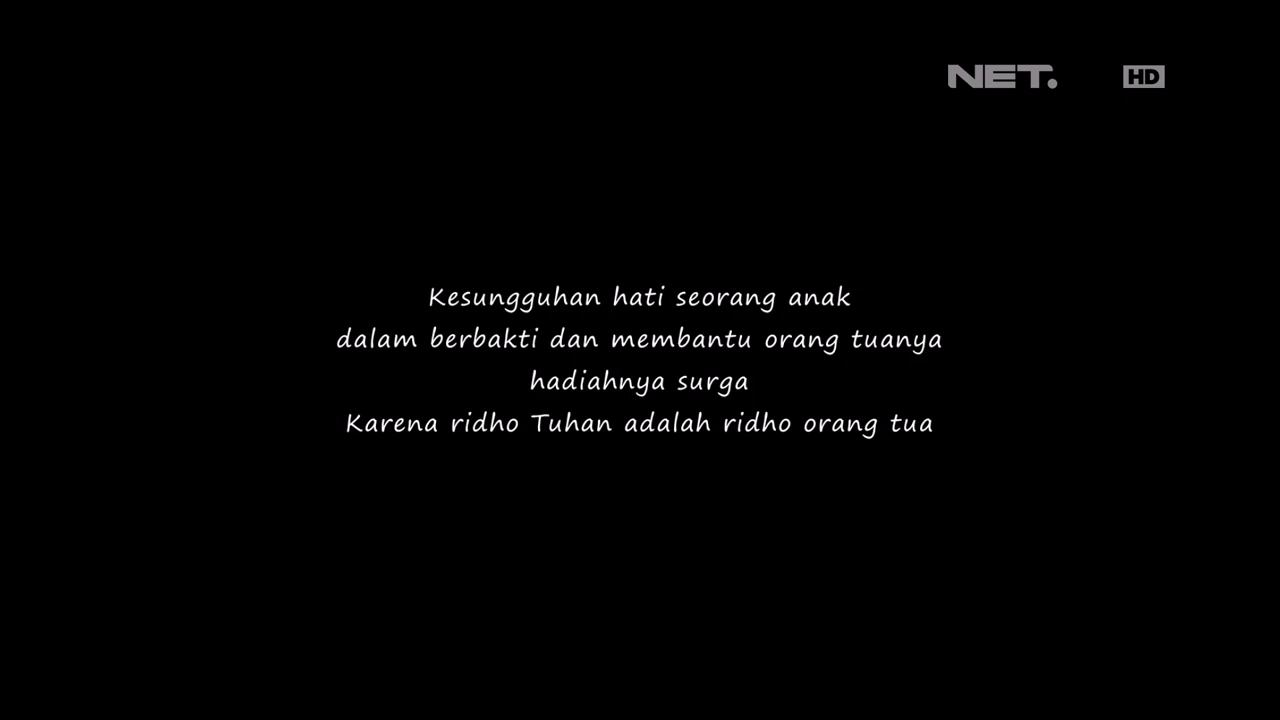 NET. HD
Kesungguhan hati seorang anak
dalam berbakti dan membantu orang tuanya
hadiahnya surga
Karena ridho Tuhan adalah ridho orang tua